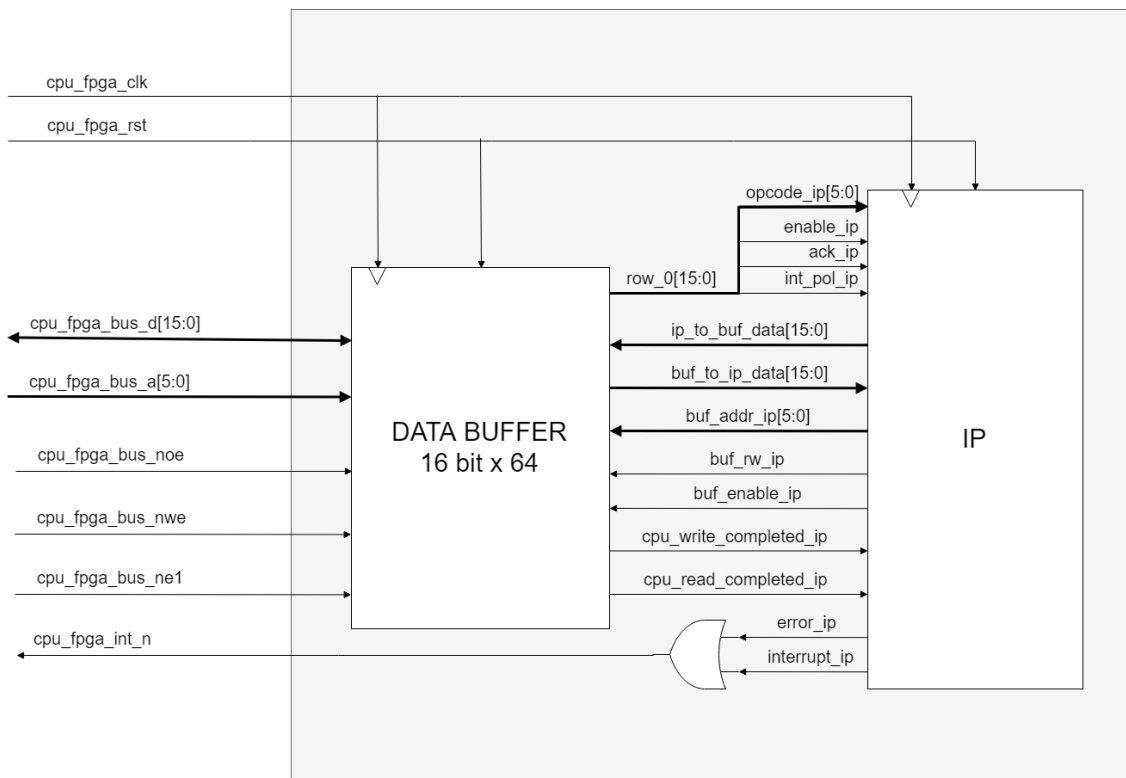 cpu_fpga_clk
cpu_fpga_rst
opcode_ip[5:0]
enable_ip
ack_ip
row_0[15:0]
int_pol_ip
cpu_fpga_bus_d[15:0]
ip_to_buf_data[15:0]
cpu_fpga_bus_a[5:0]
buf_to_ip_data[15:0]
buf_addr_ip[5:0]
DATA BUFFER
16 bit x 64
IP
cpu_fpga_bus_noe
buf_rw_ip
buf_enable_ip
cpu_fpga_bus_nwe
cpu_write_completed_ip
cpu_fpga_bus_ne1
cpu_read_completed_ip
error_ip
cpu_fpga_int_n
interrupt_ip